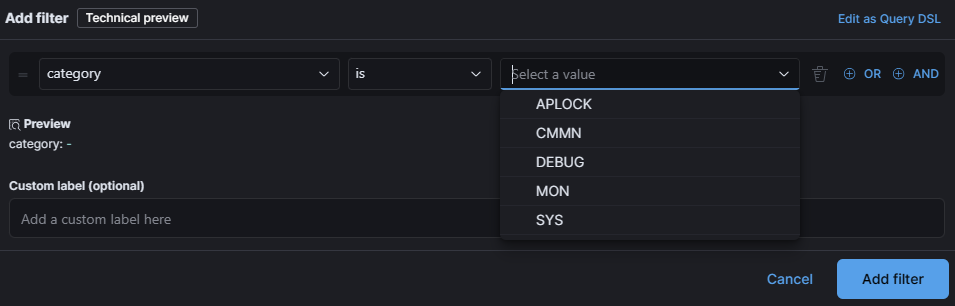 Add filter Technical preview Edit as Query DSL
category is Select a value OR AND
APLOCK
CMMN
DEBUG
MON
SYS
Preview
category: -
Custom label (optional)
Add a custom label here
Cancel Add filter